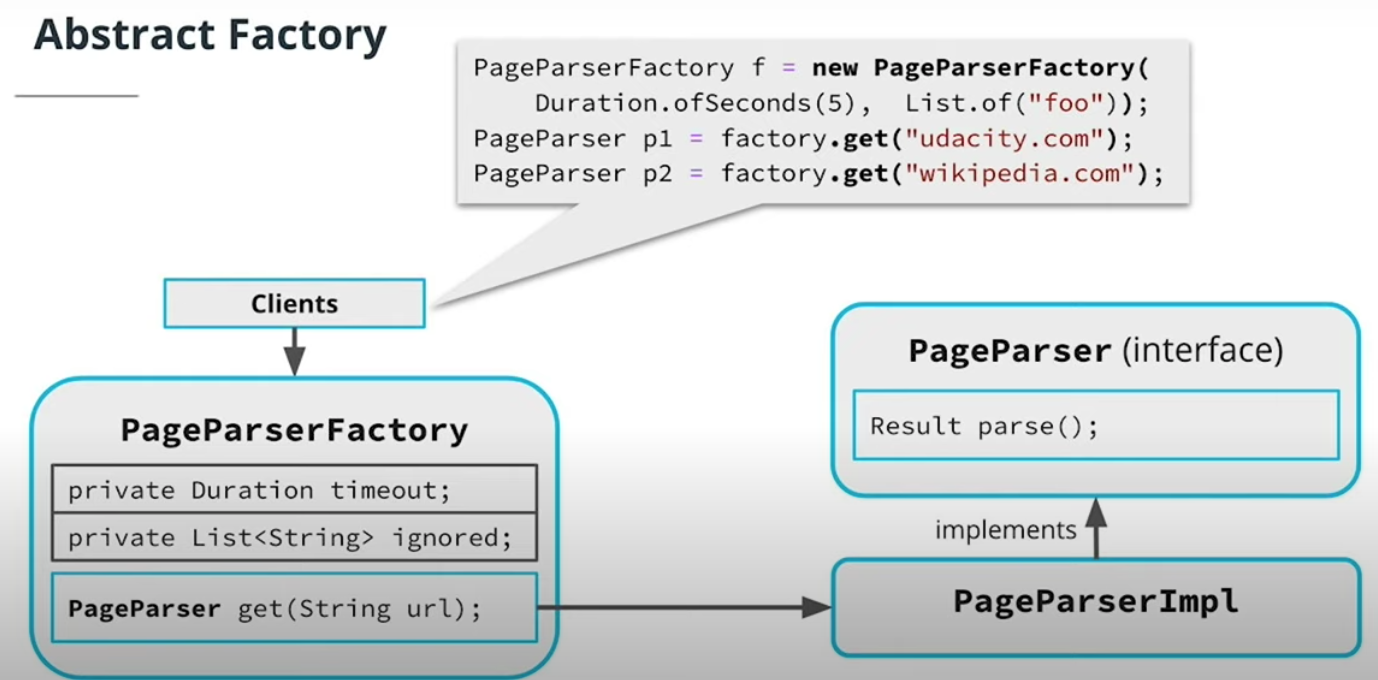 Abstract Factory
PageParserFactory f = new PageParserFactory(
Duration.ofSeconds(5), List.of("foo"));
PageParser p1 = factory.get("udacity.com");
PageParser p2 = factory.get("wikipedia.com");
Clients
PageParserFactory
private Duration timeout;
private List<String> ignored;
PageParser get(String url);
PageParser (interface)
Result parse();
implements
PageParserImpl